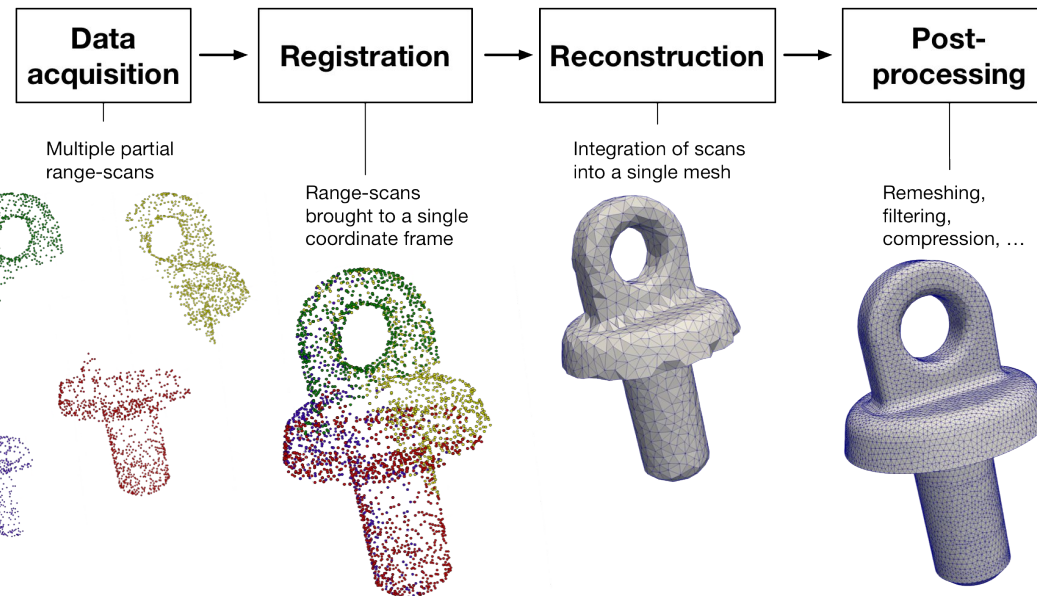 Data
acquisition
Registration
Reconstruction
Post-
processing
Multiple partial
range-scans
Range-scans
brought to a single
coordinate frame
Integration of scans
into a single mesh
Remeshing,
filtering,
compression, …